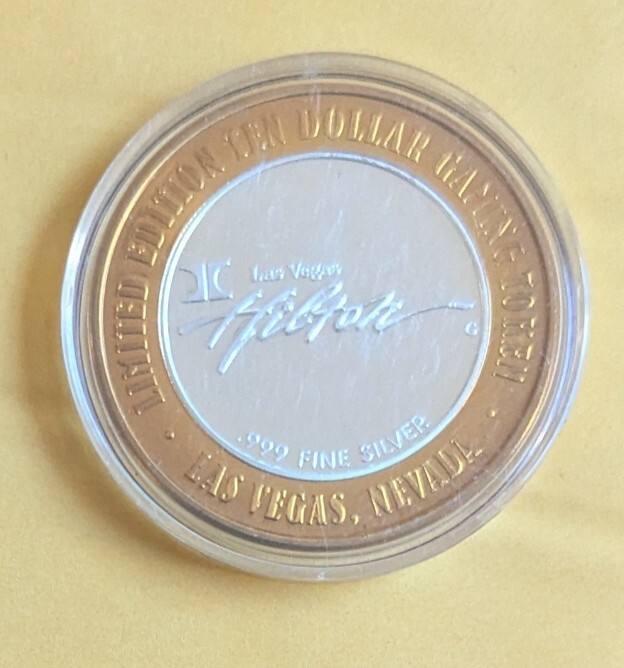 LIMITED EDITION TEN DOLLAR GAMING TOKEN
Las Vegas
Hilton
G
.999 FINE SILVER
LAS VEGAS, NEVADA